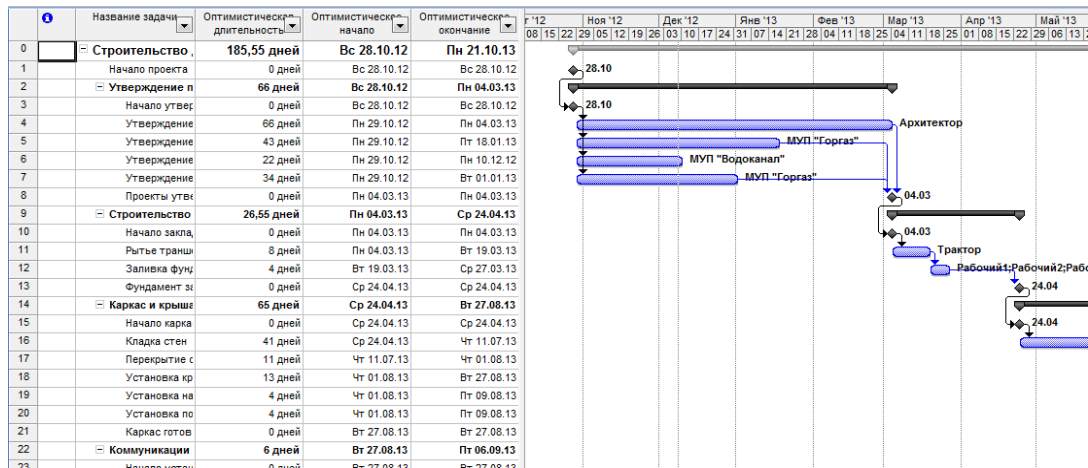 Название задачи Оптимистическая длительность Оптимистическое начало Оптимистическое окончание
т '12 Ноя '12 Дек '12 Янв '13 Фев '13 Мар '13 Апр '13 Май '13
08 15 22 29 05 12 19 26 03 10 17 24 31 07 14 21 28 04 11 18 25 04 11 18 25 01 08 15 22 29 06 13
0 Строительство 185,55 дней Вс 28.10.12 Пн 21.10.13
1 Начало проекта 0 дней Вс 28.10.12 Вс 28.10.12 28.10
2 Утверждение п 66 дней Вс 28.10.12 Пн 04.03.13
3 Начало утвер 0 дней Вс 28.10.12 Вс 28.10.12 28.10
4 Утверждение 66 дней Пн 29.10.12 Пн 04.03.13 Архитектор
5 Утверждение 43 дней Пн 29.10.12 Пт 18.01.13 МУП "Горгаз"
6 Утверждение 22 дней Пн 29.10.12 Пн 10.12.12 МУП "Водоканал"
7 Утверждение 34 дней Пн 29.10.12 Вт 01.01.13 МУП "Горгаз"
8 Проекты утве 0 дней Пн 04.03.13 Пн 04.03.13 04.03
9 Строительство 26,55 дней Пн 04.03.13 Ср 24.04.13
10 Начало закла 0 дней Пн 04.03.13 Пн 04.03.13 04.03
11 Рытье транш 8 дней Пн 04.03.13 Вт 19.03.13 Трактор
12 Заливка фунд 4 дней Вт 19.03.13 Ср 27.03.13 Рабочий1;Рабочий2;Рабо
13 Фундамент за 0 дней Ср 24.04.13 Ср 24.04.13 24.04
14 Каркас и крыша 65 дней Ср 24.04.13 Вт 27.08.13
15 Начало карка 0 дней Ср 24.04.13 Ср 24.04.13 24.04
16 Кладка стен 41 дней Ср 24.04.13 Чт 11.07.13
17 Перекрытие с 11 дней Чт 11.07.13 Чт 01.08.13
18 Установка кр 13 дней Чт 01.08.13 Вт 27.08.13
19 Установка на 4 дней Чт 01.08.13 Пт 09.08.13
20 Установка по 4 дней Чт 01.08.13 Пт 09.08.13
21 Каркас готов 0 дней Вт 27.08.13 Вт 27.08.13
22 Коммуникации 6 дней Вт 27.08.13 Пт 06.09.13
23 Начало устан 0 дней Вт 27.08.13 Вт 27.08.13